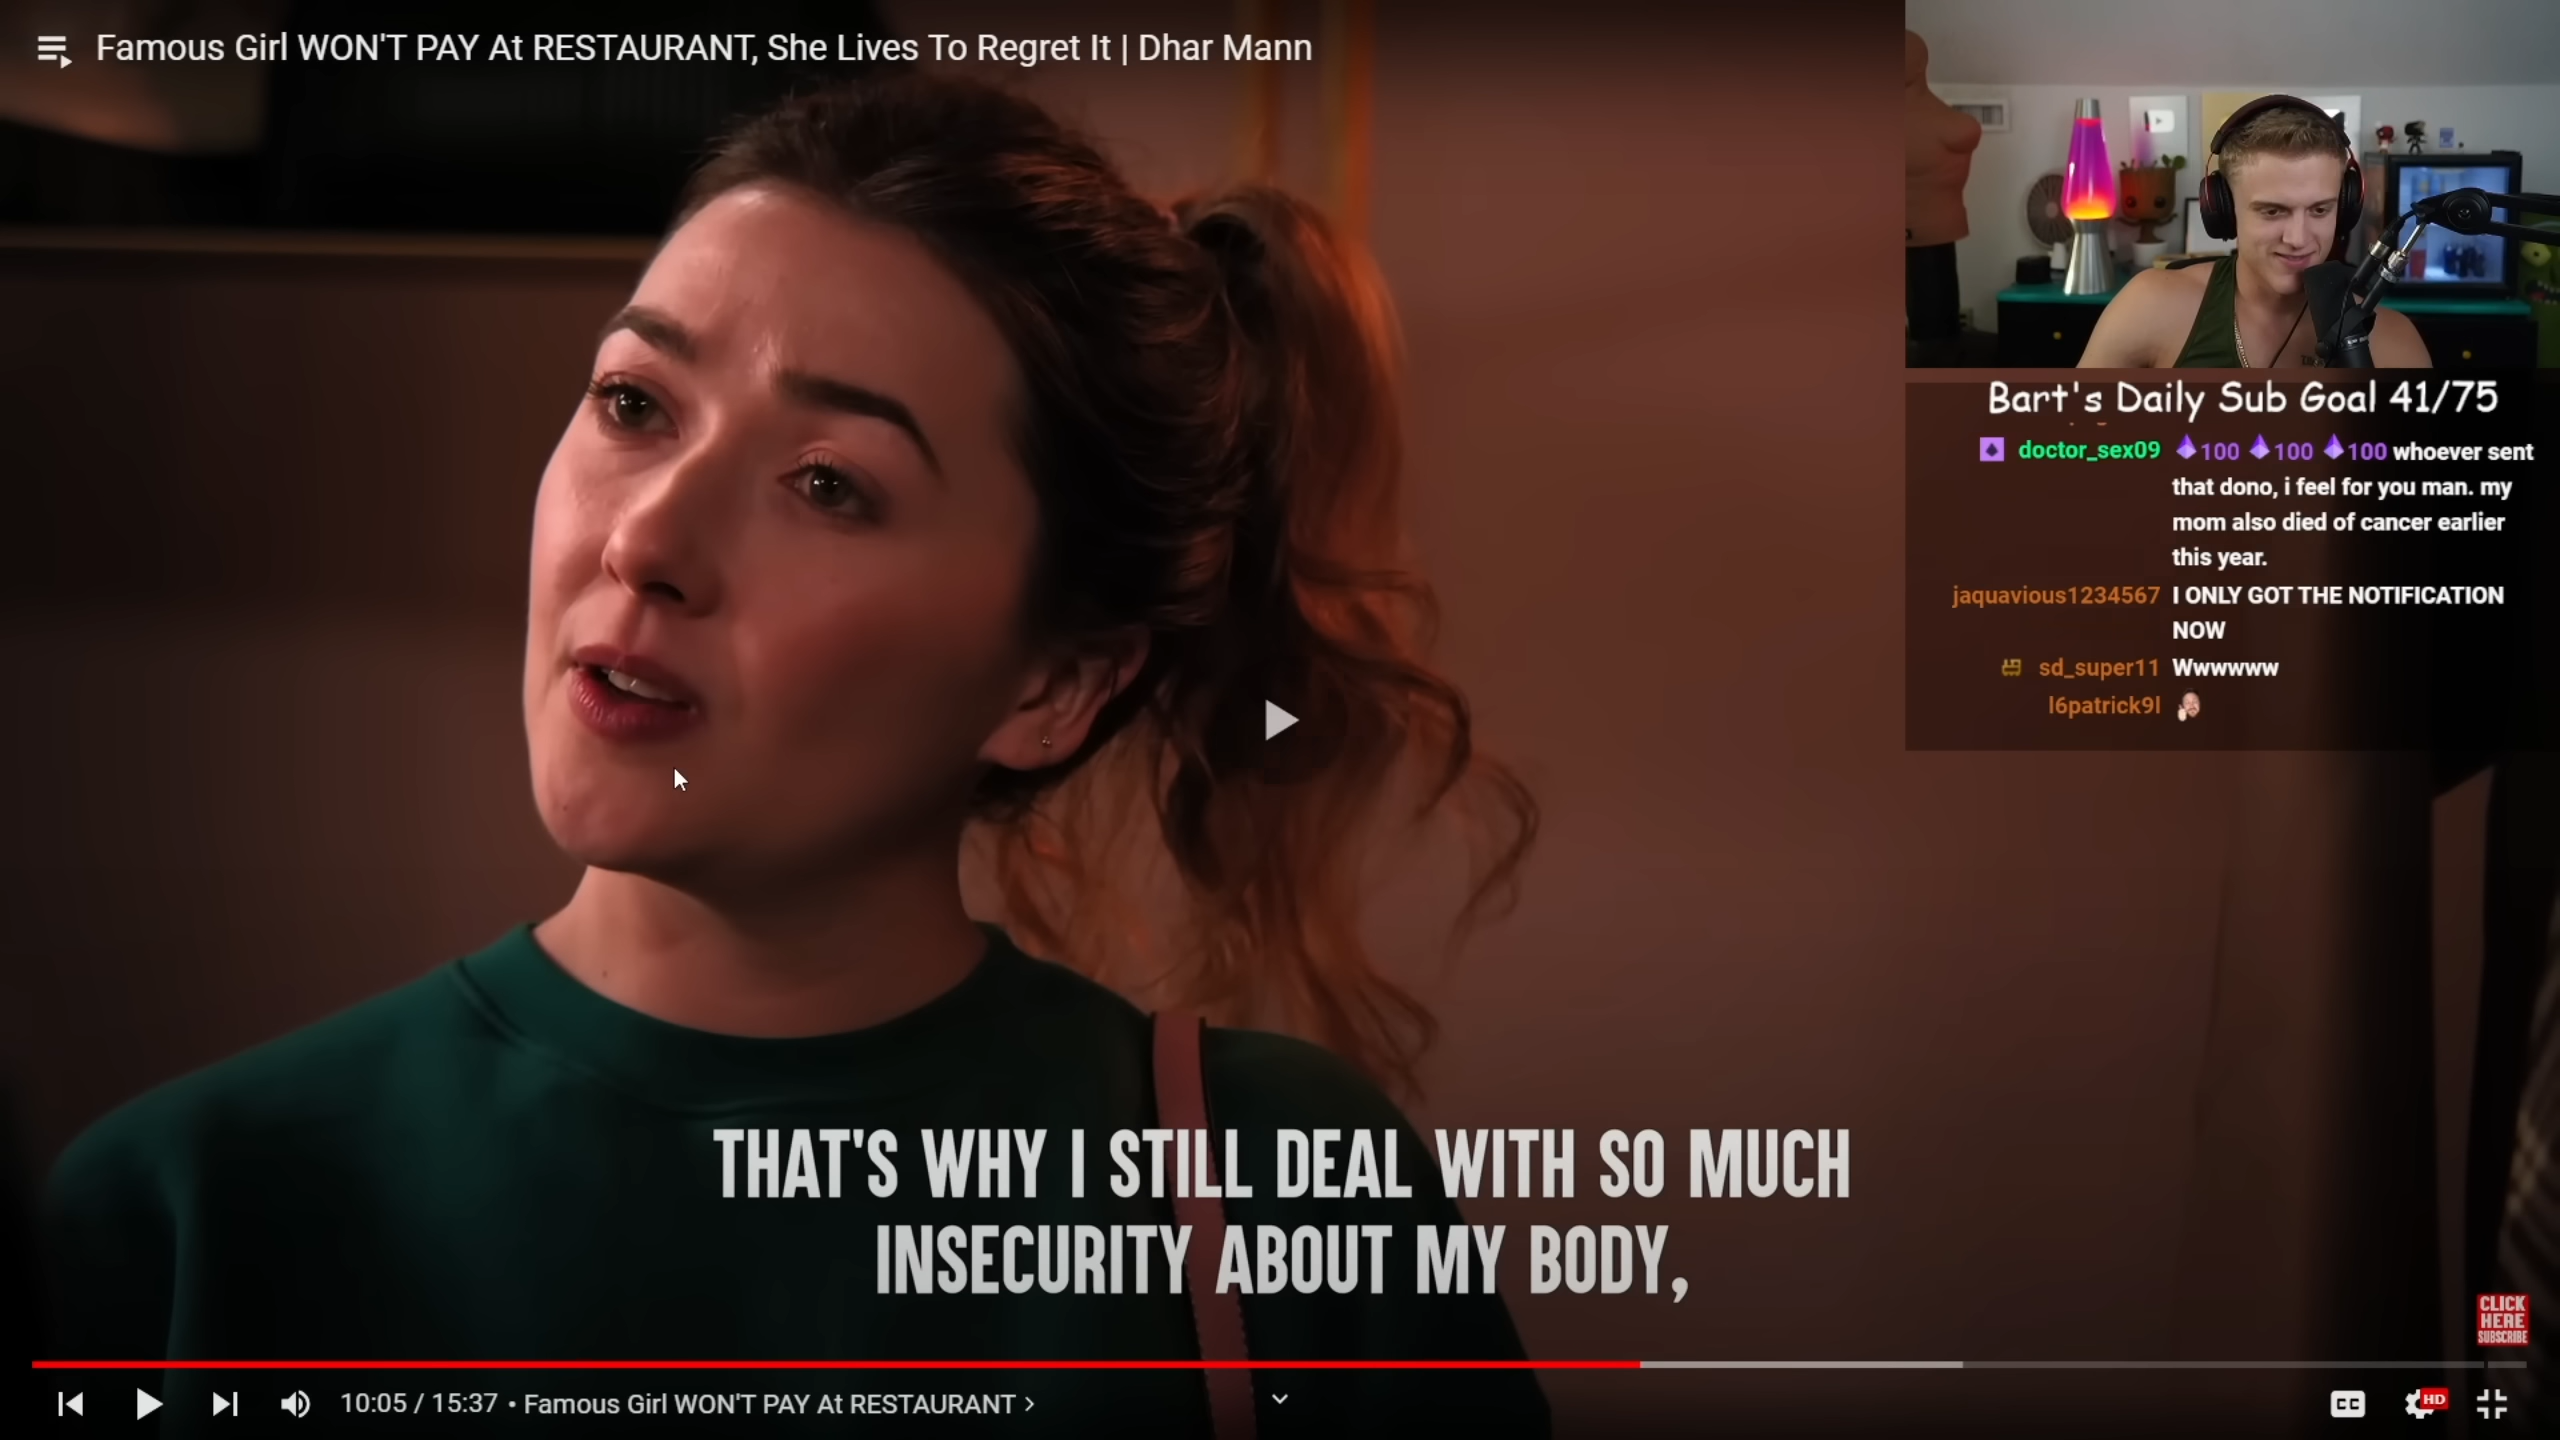 Famous Girl WON'T PAY At RESTAURANT, She Lives To Regret It | Dhar Mann
Bart's Daily Sub Goal 41/75
doctor_sex09 100 100 100 whoever sent
that dono, i feel for you man. my
mom also died of cancer earlier
this year.
jaquavious1234567 I ONLY GOT THE NOTIFICATION
NOW
sd_super11 Wwwwwww
l6patrick9l
THAT'S WHY I STILL DEAL WITH SO MUCH
INSECURITY ABOUT MY BODY,
CLICK
HERE
SUBSCRIBE
10:05 / 15:37 • Famous Girl WON'T PAY At RESTAURANT >
CC
HD